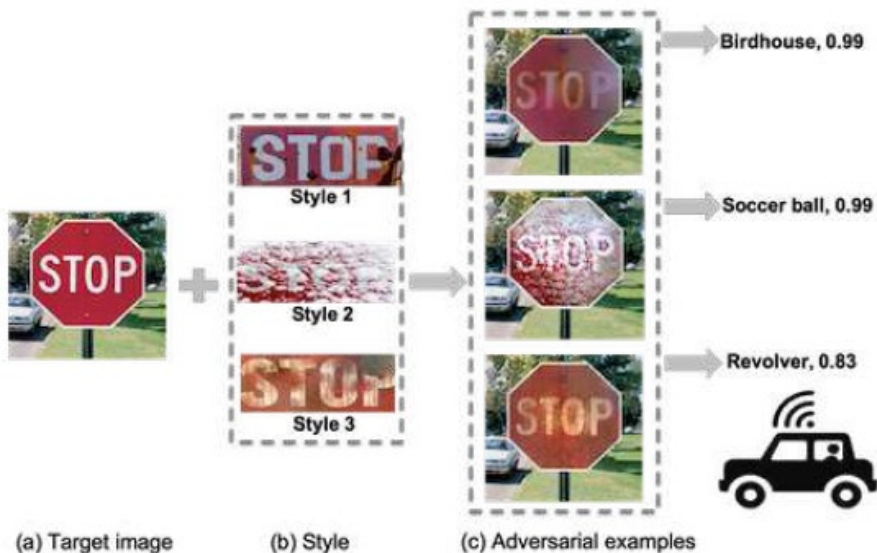 STOP
STOP
Style 1
STOP
Style 2
STOP
Style 3
STOP
Birdhouse, 0.99
STOP
Soccer ball, 0.99
STOP
Revolver, 0.83
(a) Target image
(b) Style
(c) Adversarial examples